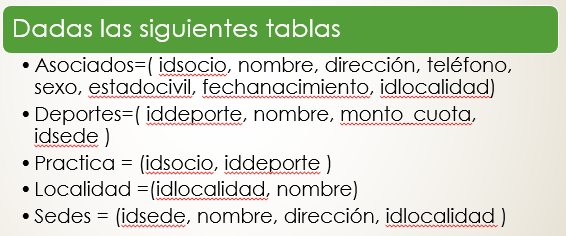 Dadas las siguientes tablas
• Asociados=( idsocio, nombre, dirección, teléfono,
sexo, estadocivil, fechanacimiento, idlocalidad)
• Deportes=( iddeporte, nombre, monto_cuota,
idsede )
• Practica = (idsocio, iddeporte )
• Localidad =(idlocalidad, nombre)
• Sedes = (idsede, nombre, dirección, idlocalidad )